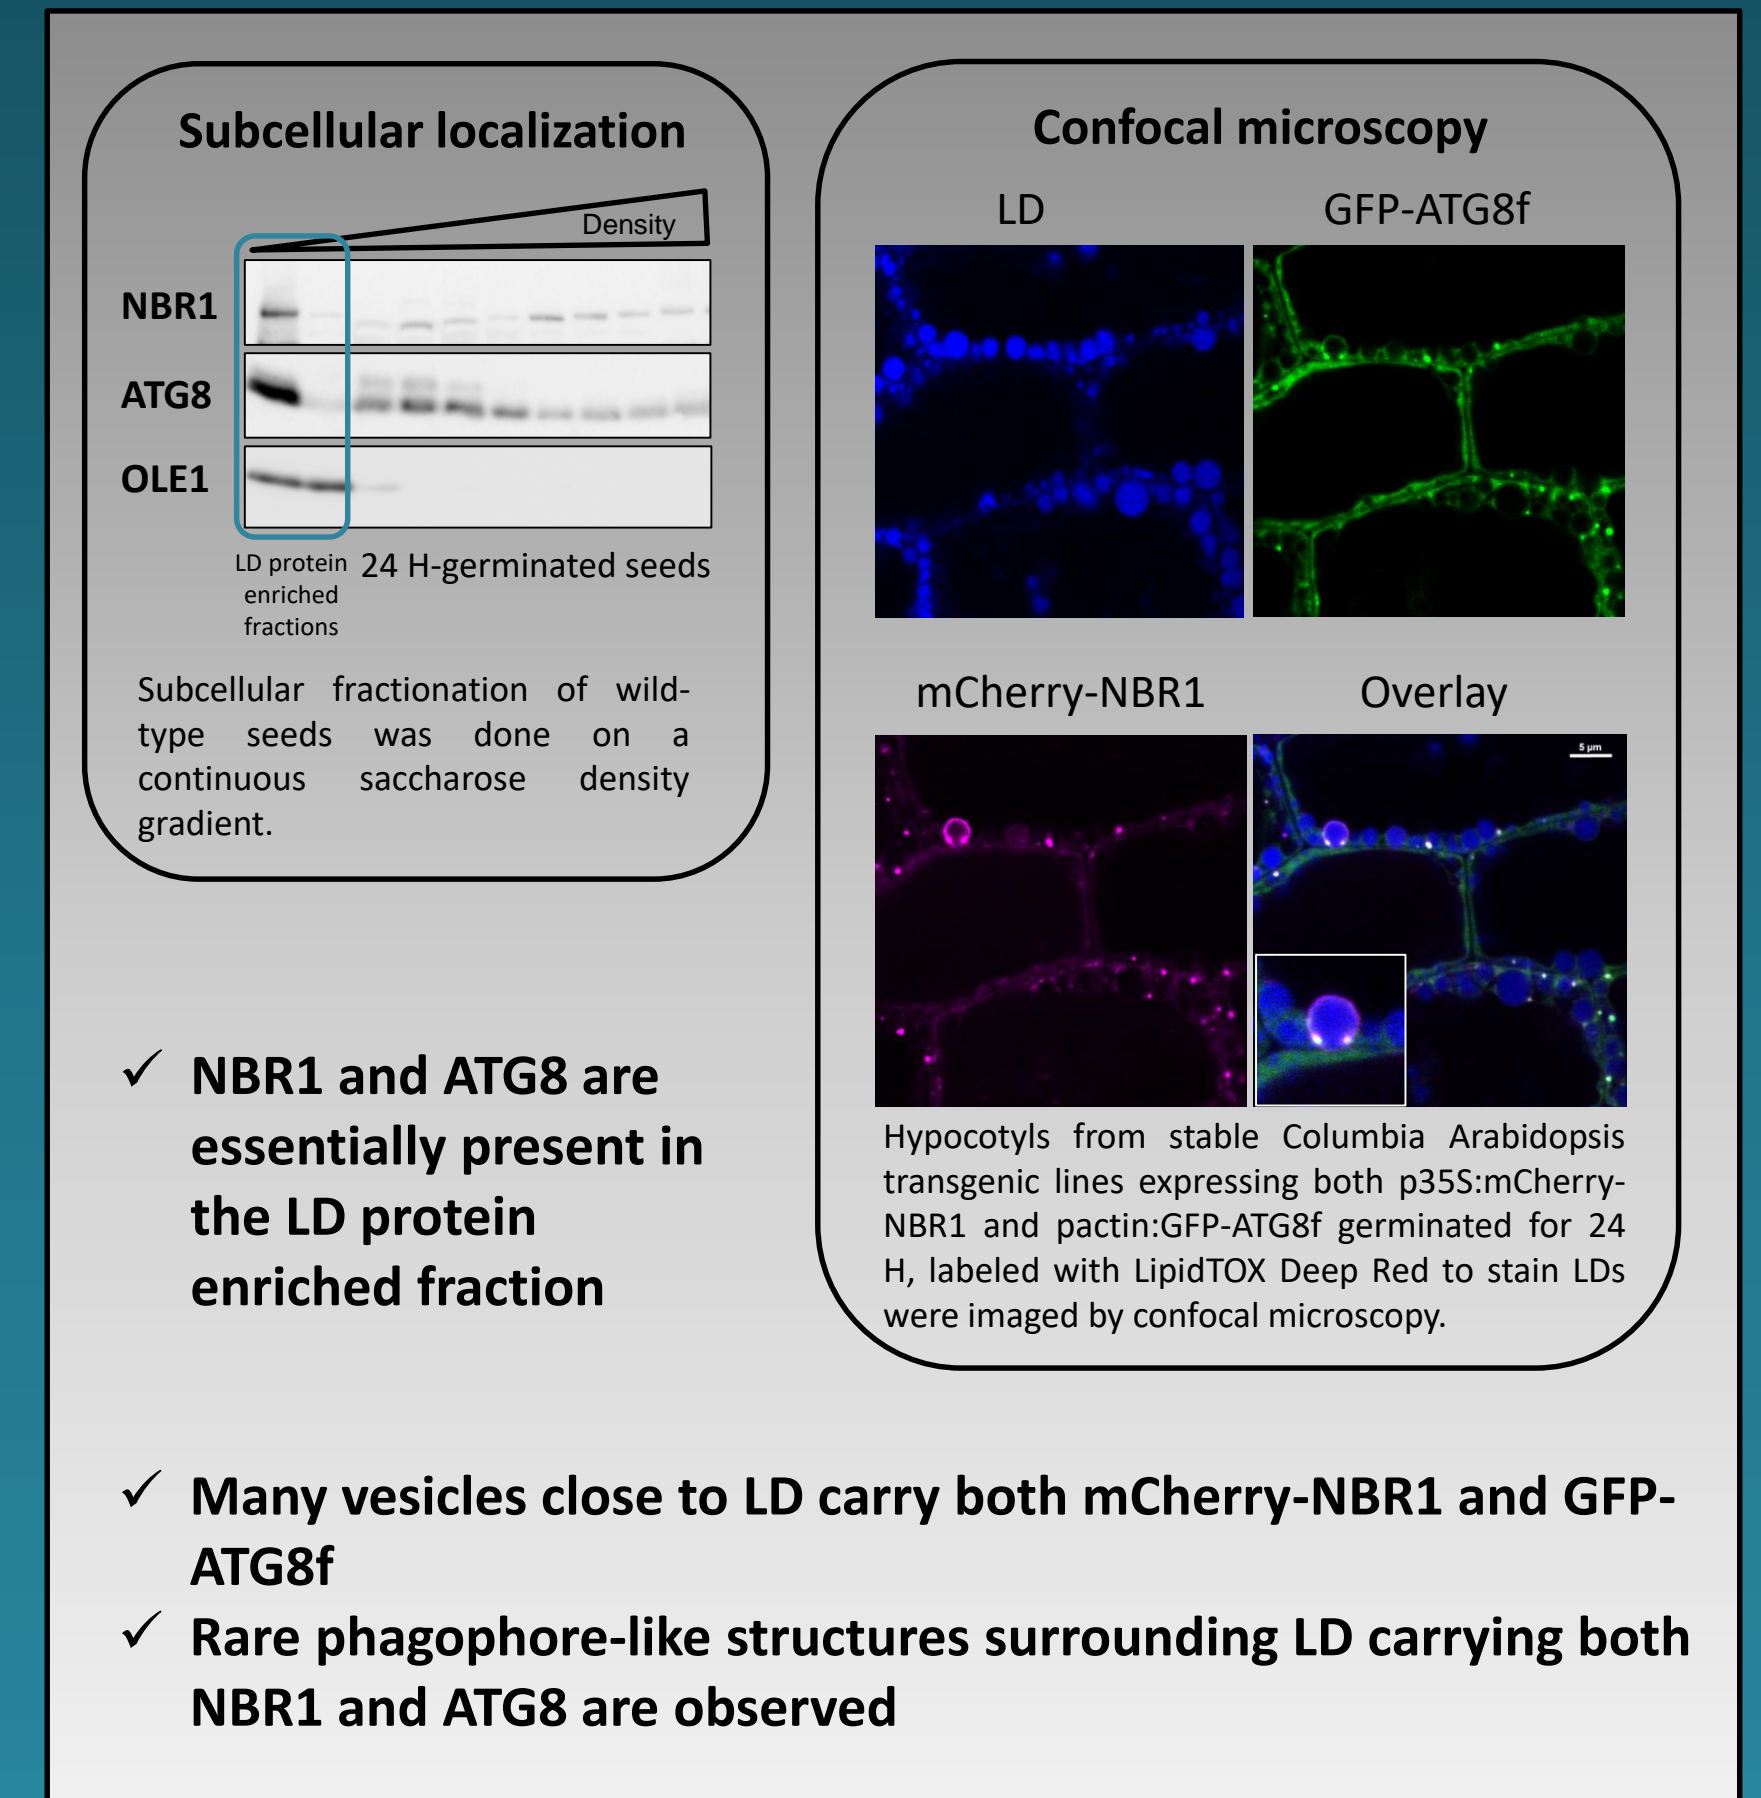 Subcellular localization
Density
NBR1
ATG8
OLE1
LD protein
enriched
fractions
24 H-germinated seeds
Subcellular fractionation of wild-
type seeds was done on a
continuous saccharose density
gradient.
Confocal microscopy
LD
GFP-ATG8f
mCherry-NBR1
Overlay
5 µm
Hypocotyls from stable Columbia Arabidopsis
transgenic lines expressing both p35S:mCherry-
NBR1 and pactin:GFP-ATG8f germinated for 24
H, labeled with LipidTOX Deep Red to stain LDs
were imaged by confocal microscopy.
✓ NBR1 and ATG8 are
essentially present in
the LD protein
enriched fraction
✓ Many vesicles close to LD carry both mCherry-NBR1 and GFP-
ATG8f
✓ Rare phagophore-like structures surrounding LD carrying both
NBR1 and ATG8 are observed